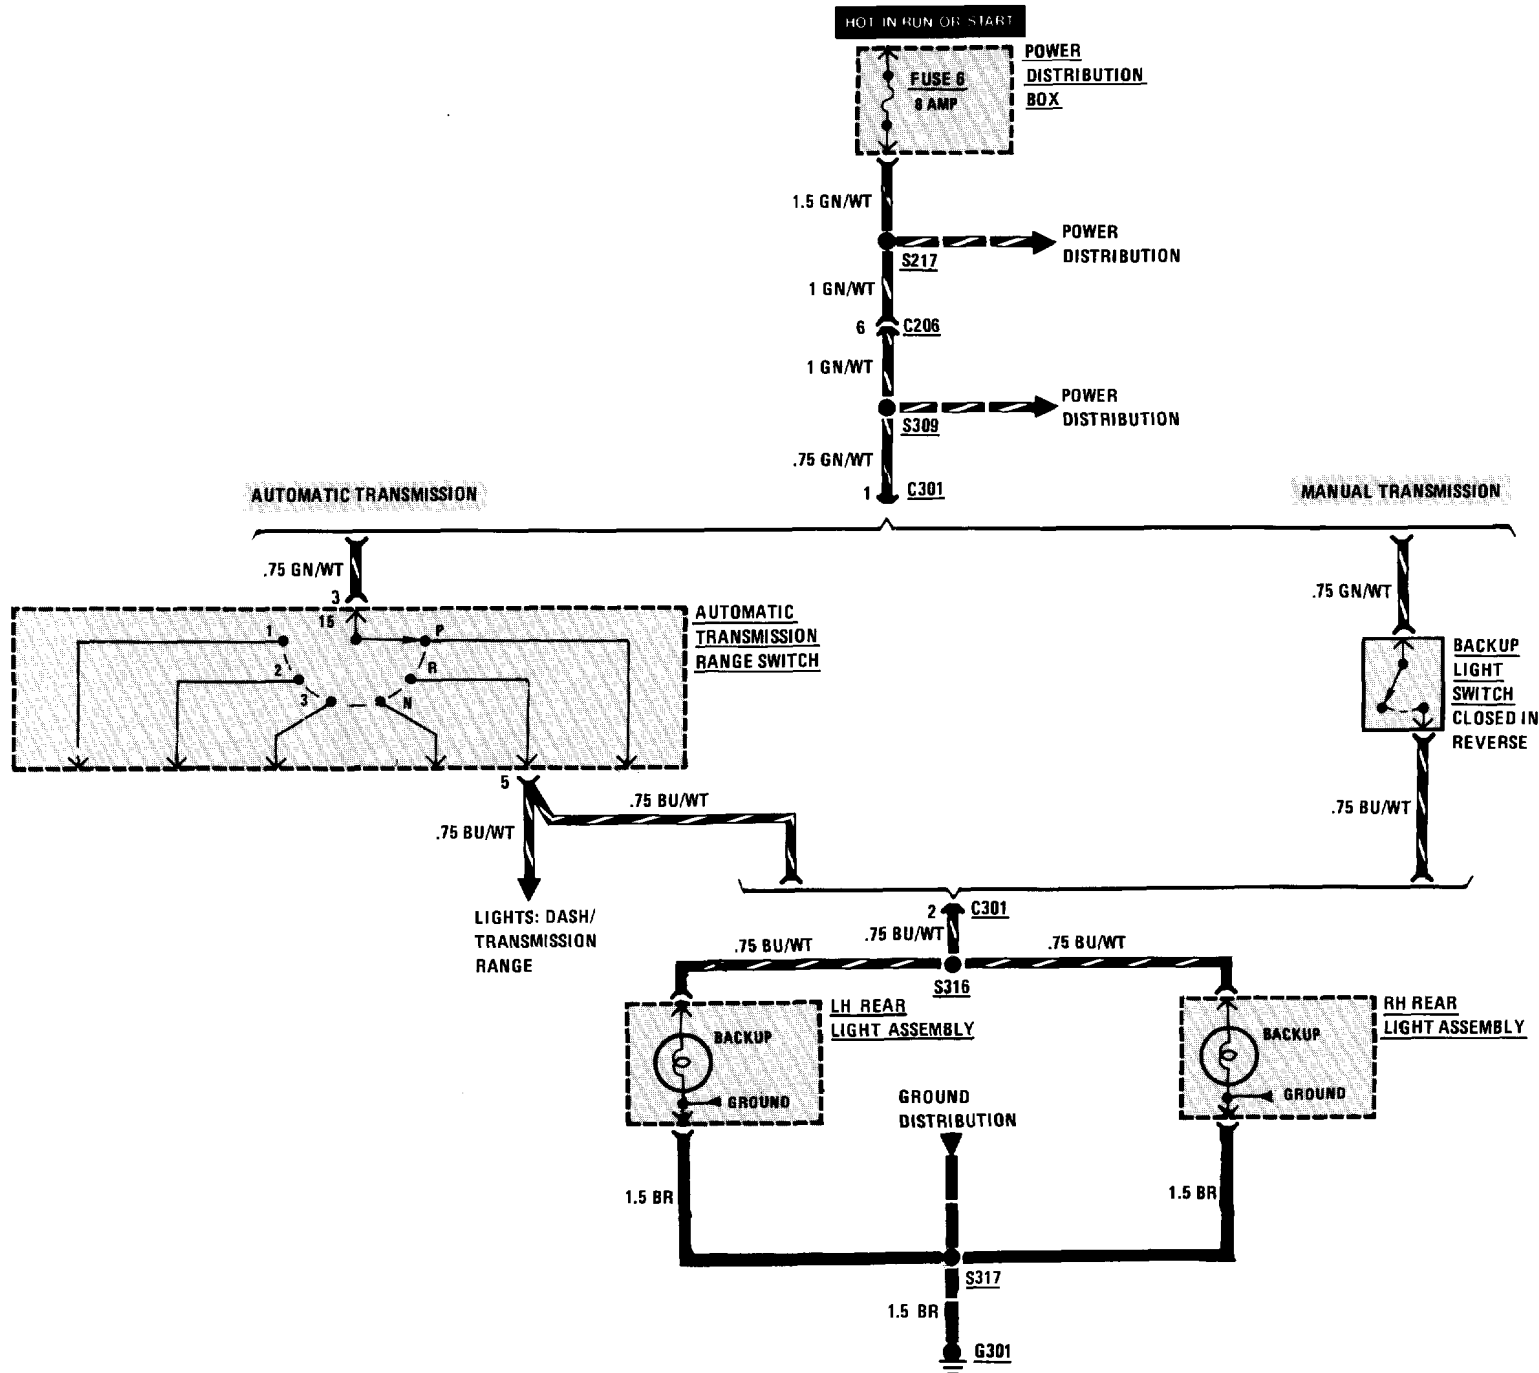 HOT IN RUN OR START
POWER
DISTRIBUTION
BOX
FUSE 6
8 AMP
1.5 GN/WT
POWER
DISTRIBUTION
S217
1 GN/WT
6
C206
1 GN/WT
POWER
DISTRIBUTION
S309
.75 GN/WT
1
C301
AUTOMATIC TRANSMISSION
MANUAL TRANSMISSION
.75 GN/WT
3
15
1
2
3
P
R
N
AUTOMATIC
TRANSMISSION
RANGE SWITCH
.75 GN/WT
BACKUP
LIGHT
SWITCH
CLOSED IN
REVERSE
5
.75 BU/WT
.75 BU/WT
.75 BU/WT
LIGHTS: DASH/
TRANSMISSION
RANGE
2
C301
.75 BU/WT
.75 BU/WT
.75 BU/WT
S316
LH REAR
LIGHT ASSEMBLY
BACKUP
GROUND
RH REAR
LIGHT ASSEMBLY
BACKUP
GROUND
GROUND
DISTRIBUTION
1.5 BR
1.5 BR
S317
1.5 BR
G301